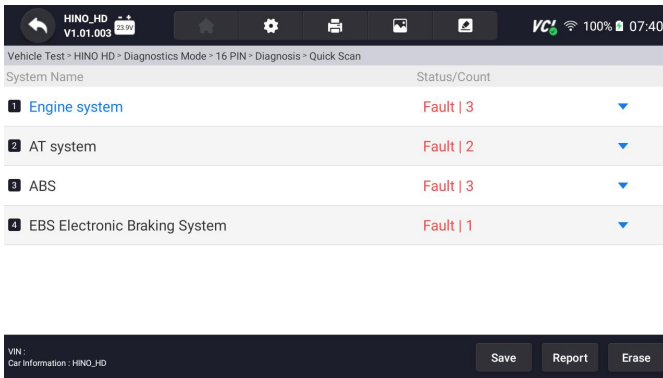 HINO_HD
V1.01.003
- +
23.9V
VCI
100%
07:40
Vehicle Test > HINO HD > Diagnostics Mode > 16 PIN > Diagnosis > Quick Scan
System Name Status/Count
1 Engine system Fault | 3
2 AT system Fault | 2
3 ABS Fault | 3
4 EBS Electronic Braking System Fault | 1
VIN :
Car Information : HINO_HD
Save Report Erase